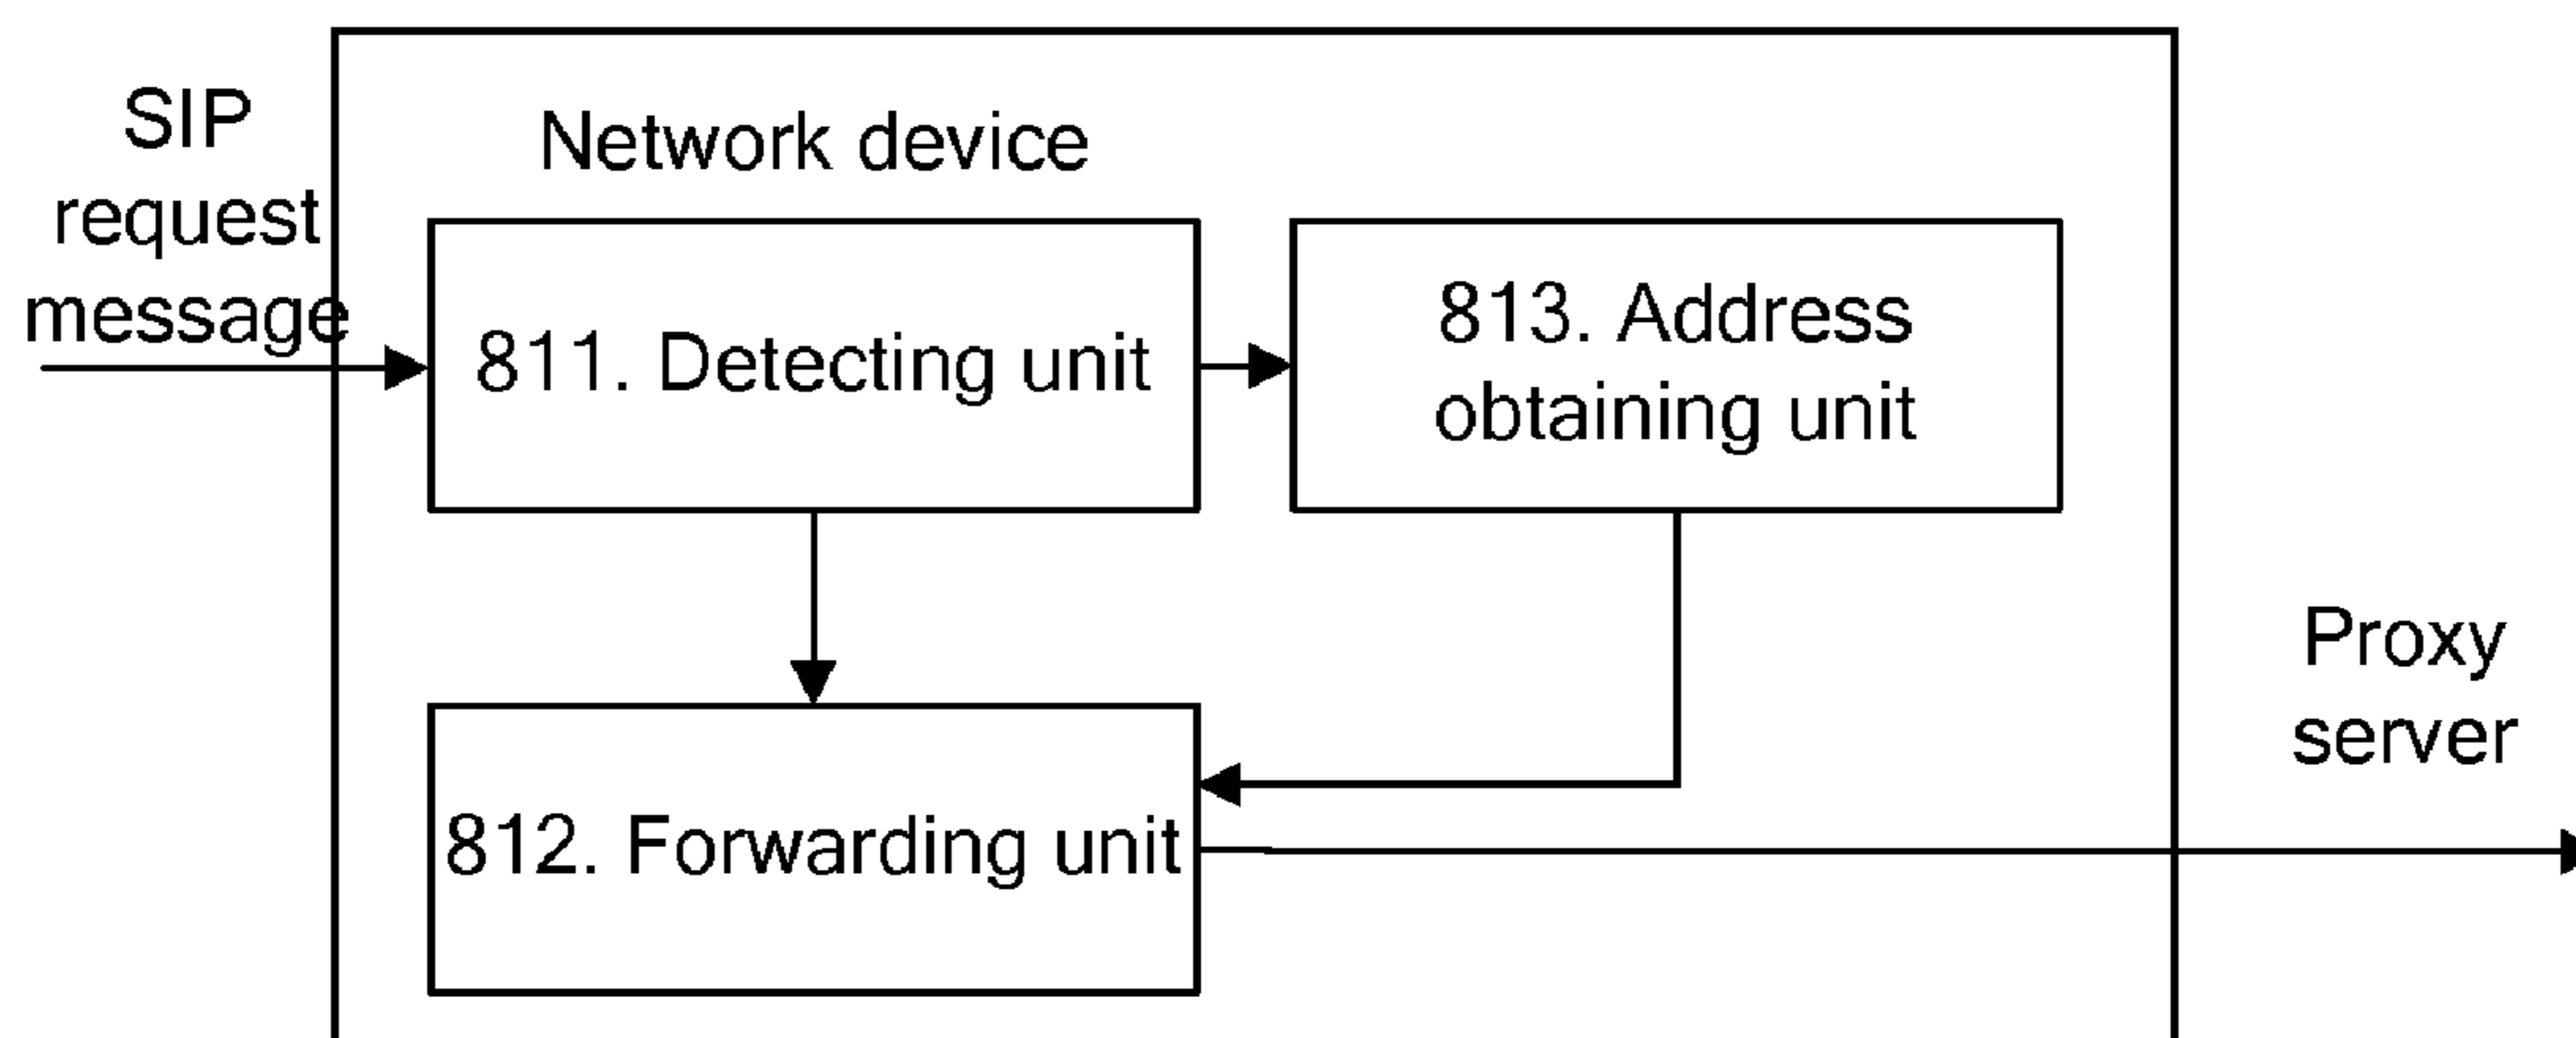 SIP
request
message
Network device
811. Detecting unit
813. Address
obtaining unit
812. Forwarding unit
Proxy
server